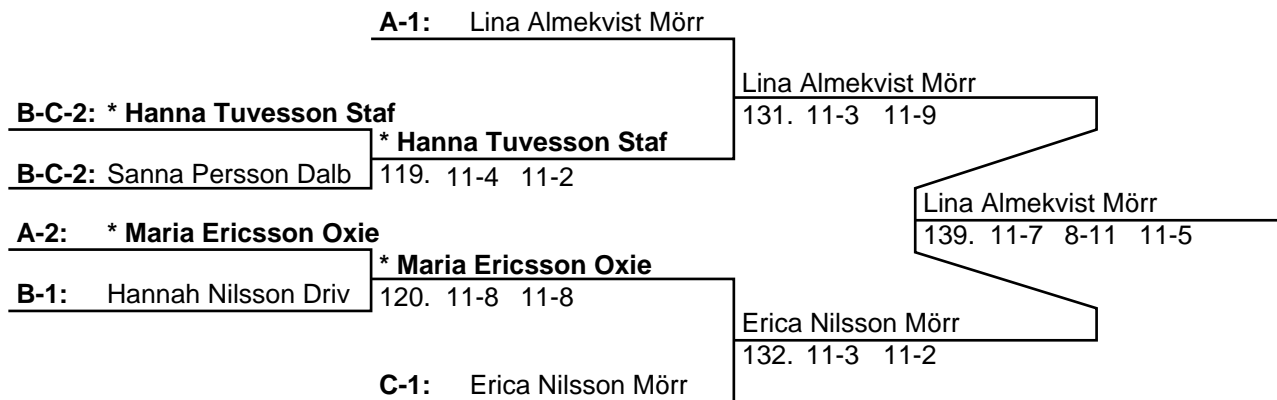 A-1: Lina Almekvist Mörr
Lina Almekvist Mörr
131. 11-3 11-9
B-C-2: * Hanna Tuvesson Staf
* Hanna Tuvesson Staf
119. 11-4 11-2
B-C-2: Sanna Persson Dalb
Lina Almekvist Mörr
139. 11-7 8-11 11-5
A-2: * Maria Ericsson Oxie
* Maria Ericsson Oxie
120. 11-8 11-8
B-1: Hannah Nilsson Driv
Erica Nilsson Mörr
132. 11-3 11-2
C-1: Erica Nilsson Mörr